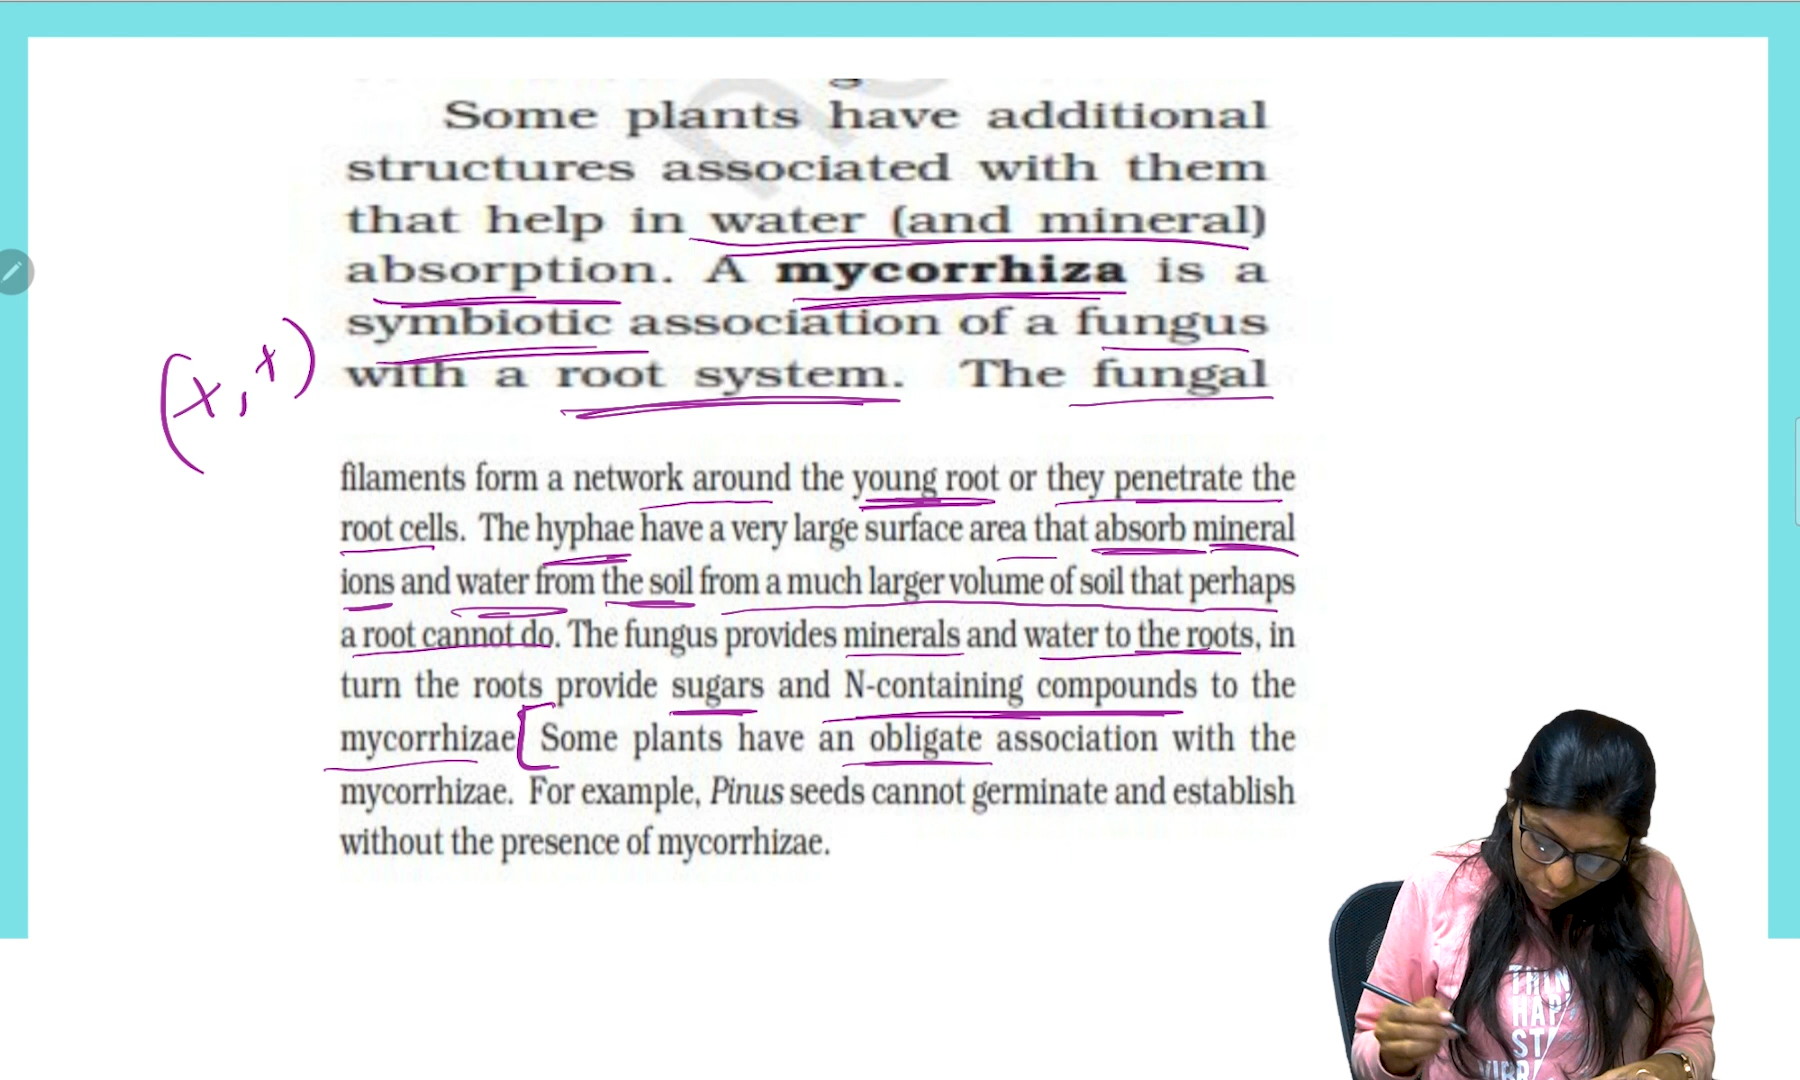 Some plants have additional
structures associated with them
that help in water (and mineral)
absorption. A mycorrhiza is a
symbiotic association of a fungus
with a root system. The fungal
(+,+)
filaments form a network around the young root or they penetrate the
root cells. The hyphae have a very large surface area that absorb mineral
ions and water from the soil from a much larger volume of soil that perhaps
a root cannot do. The fungus provides minerals and water to the roots, in
turn the roots provide sugars and N-containing compounds to the
mycorrhizae. [Some plants have an obligate association with the
mycorrhizae. For example, Pinus seeds cannot germinate and establish
without the presence of mycorrhizae.